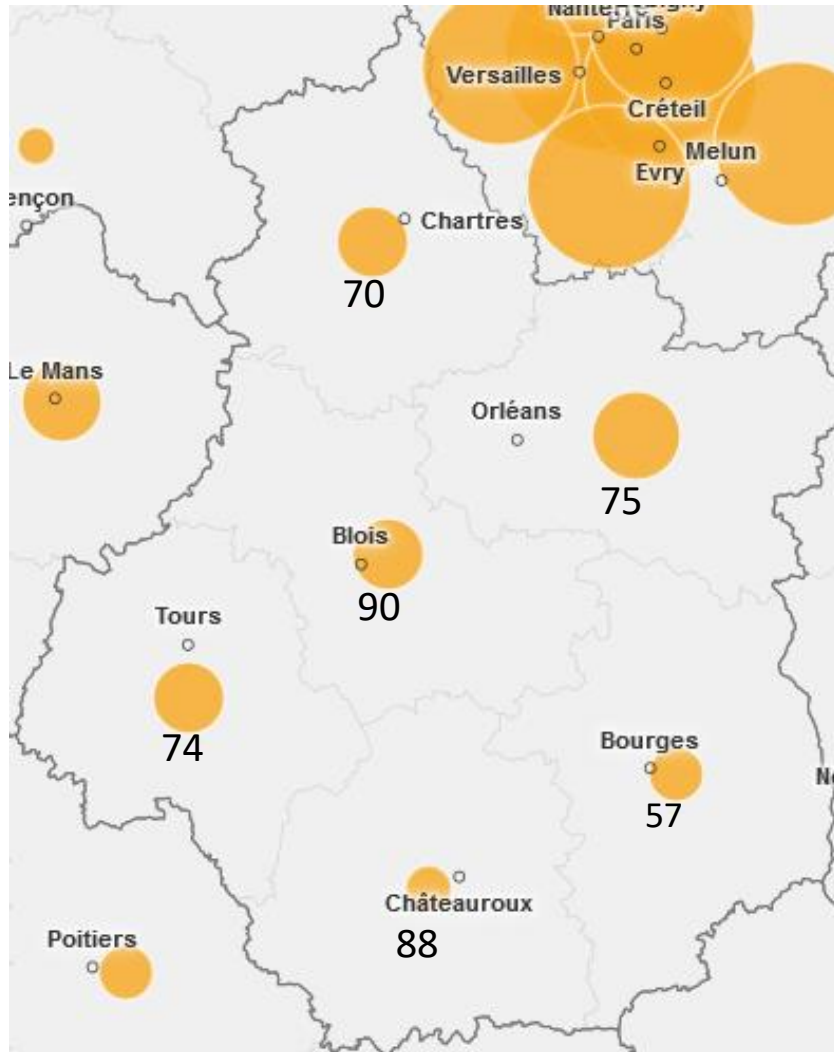 Paris
Versailles
Créteil
Evry
Melun
ençon
Chartres
70
Le Mans
Orléans
75
Blois
90
Tours
74
Bourges
57
Châteauroux
88
Poitiers